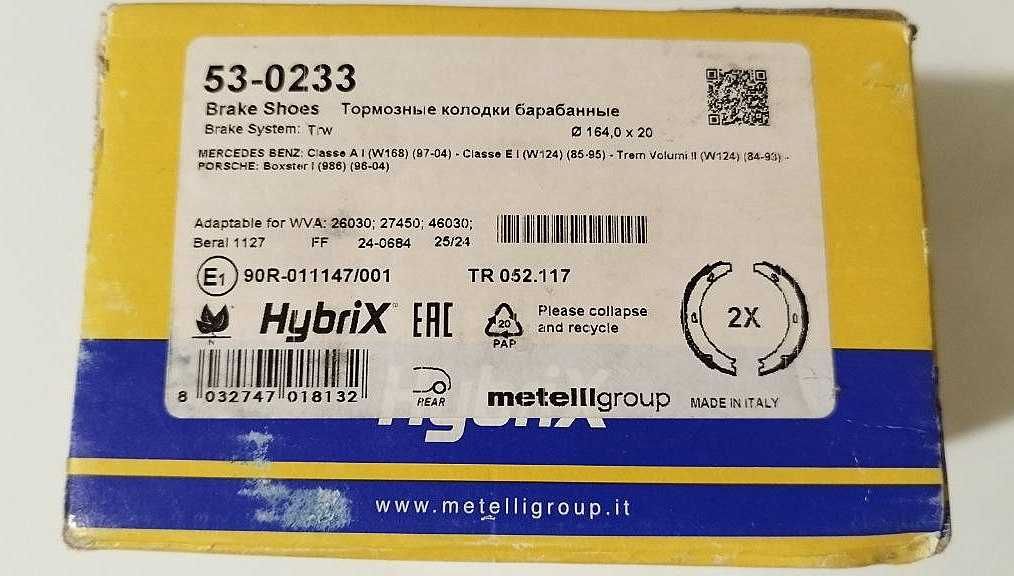 53-0233
Brake Shoes Тормозные колодки барабанные
Brake System: Trw Ø 164,0 x 20
MERCEDES BENZ: Classe A I (W168) (97-04) - Classe E I (W124) (85-95) - Trem Volumi II (W124) (84-93) -
PORSCHE: Boxster I (986) (96-04)
Adaptable for WVA: 26030; 27450; 46030;
Beral 1127 FF 24-0684 25/24
E1 90R-011147/001 TR 052.117
N HybriX™ EAC 20 PAP Please collapse
and recycle
2X
8 032747 018132
REAR metelligroup MADE IN ITALY
HybriX
www.metelligroup.it